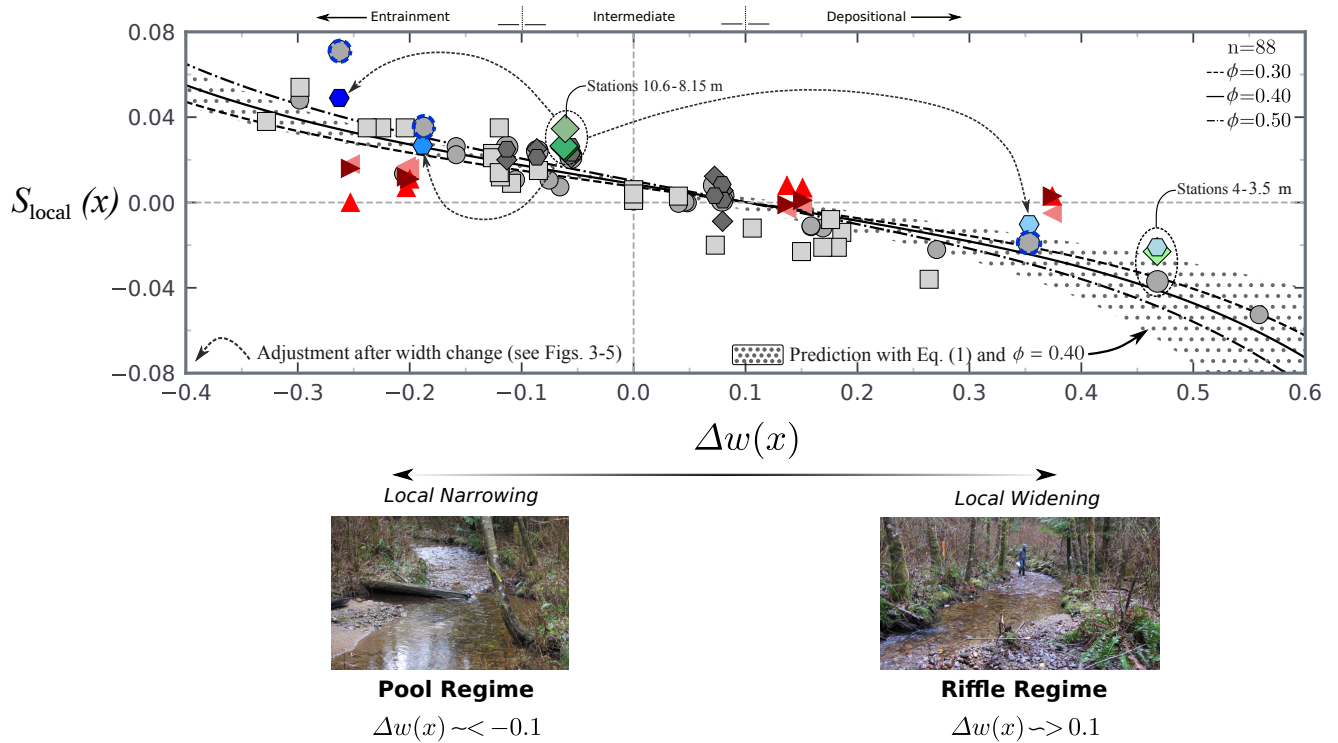 Entrainment Intermediate Depositional
0.08
n=88
ϕ=0.30
Stations 10.6-8.15 m
ϕ=0.40
0.04
ϕ=0.50
Stations 4-3.5 m
S_local (x)
0.00
−0.04
Adjustment after width change (see Figs. 3-5)
Prediction with Eq. (1) and ϕ = 0.40
−0.08
−0.4 −0.3 −0.2 −0.1 0.0 0.1 0.2 0.3 0.4 0.5 0.6
Δw(x)
Local Narrowing Local Widening
Pool Regime Riffle Regime
Δw(x) ~< −0.1 Δw(x) ~> 0.1